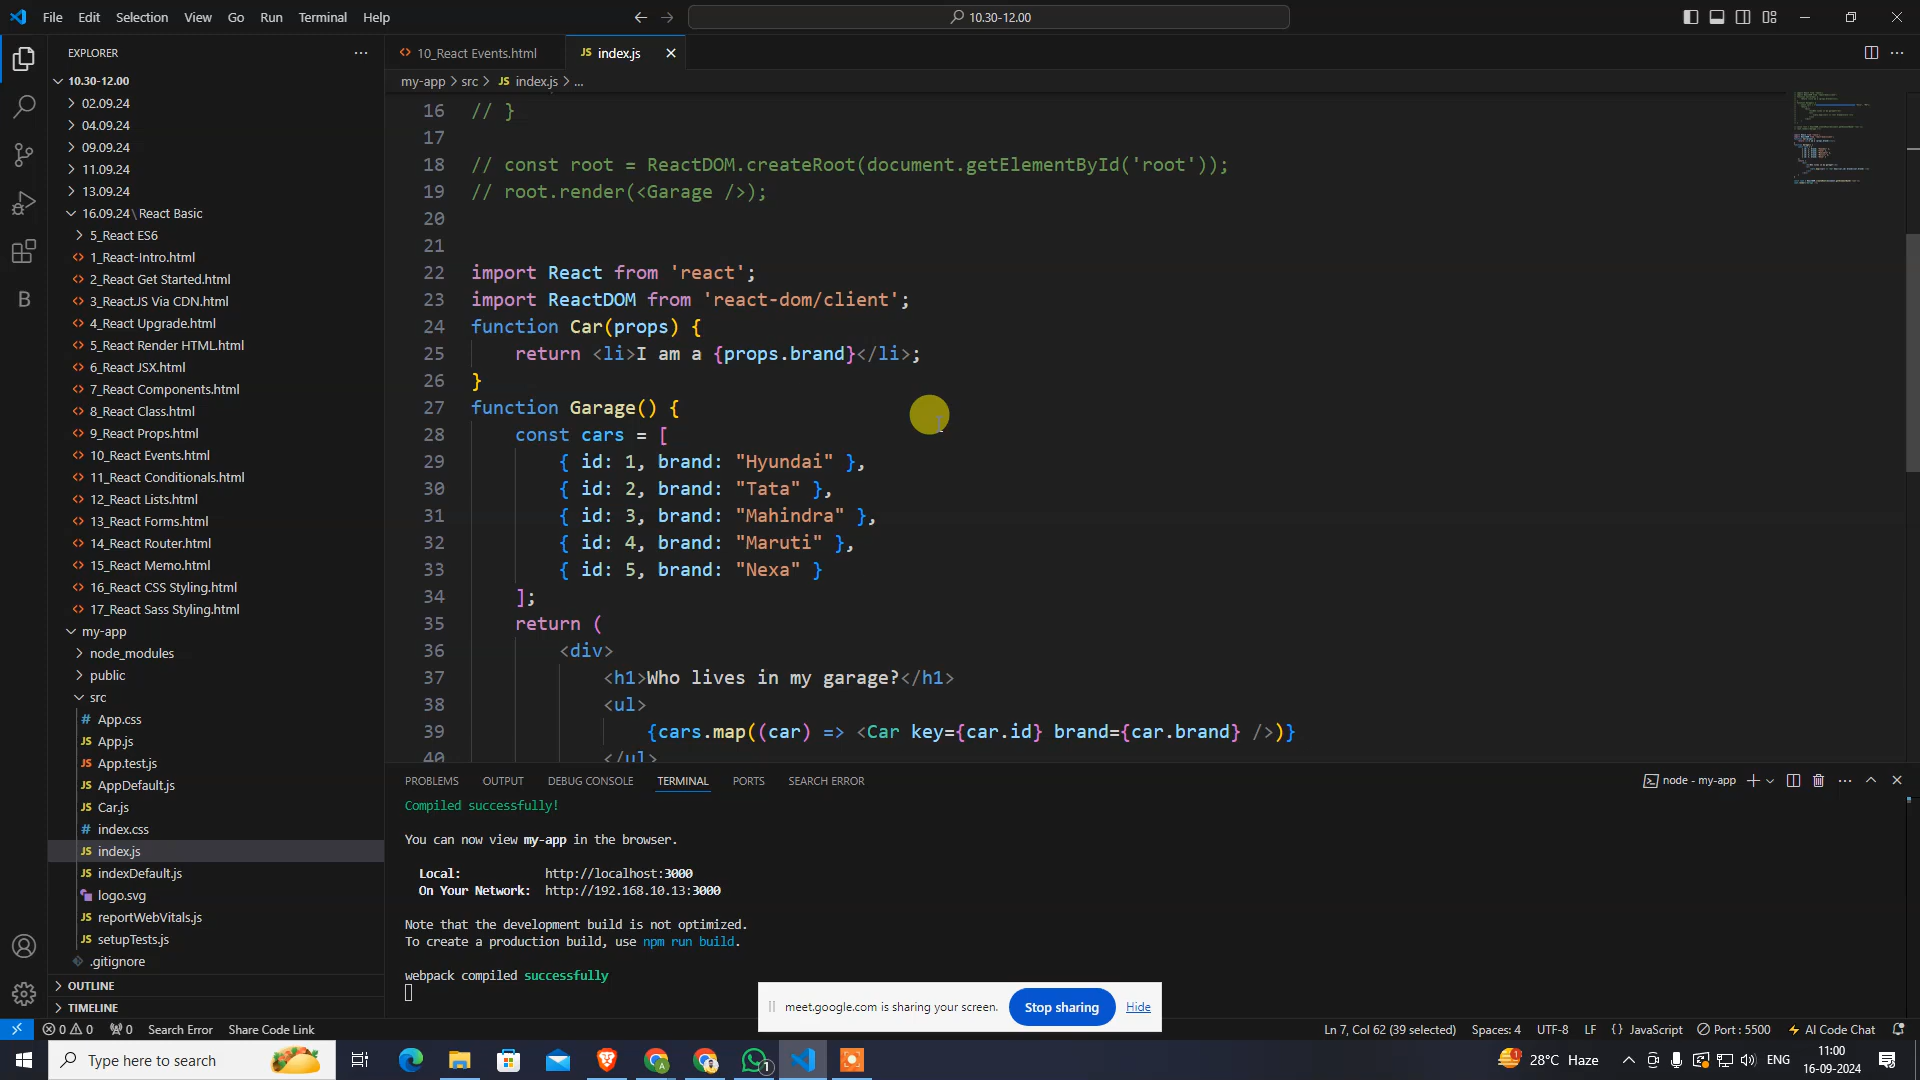 File Edit Selection View Go Run Terminal Help
10.30-12.00
EXPLORER
10.30-12.00
02.09.24
04.09.24
09.09.24
11.09.24
13.09.24
16.09.24\React Basic
5_React ES6
1_React-Intro.html
2_React Get Started.html
3_ReactJS Via CDN.html
4_React Upgrade.html
5_React Render HTML.html
6_React JSX.html
7_React Components.html
8_React Class.html
9_React Props.html
10_React Events.html
11_React Conditionals.html
12_React Lists.html
13_React Forms.html
14_React Router.html
15_React Memo.html
16_React CSS Styling.html
17_React Sass Styling.html
my-app
node_modules
public
src
# App.css
JS App.js
JS App.test.js
JS AppDefault.js
JS Car.js
# index.css
JS index.js
JS indexDefault.js
logo.svg
JS reportWebVitals.js
JS setupTests.js
.gitignore
OUTLINE
TIMELINE
10_React Events.html
JS index.js
my-app > src > JS index.js > ...
16 // }
17
18 // const root = ReactDOM.createRoot(document.getElementById('root'));
19 // root.render(<Garage />);
20
21
22 import React from 'react';
23 import ReactDOM from 'react-dom/client';
24 function Car(props) {
25 return <li>I am a {props.brand}</li>;
26 }
27 function Garage() {
28 const cars = [
29 { id: 1, brand: "Hyundai" },
30 { id: 2, brand: "Tata" },
31 { id: 3, brand: "Mahindra" },
32 { id: 4, brand: "Maruti" },
33 { id: 5, brand: "Nexa" }
34 ];
35 return (
36 <div>
37 <h1>Who lives in my garage?</h1>
38 <ul>
39 {cars.map((car) => <Car key={car.id} brand={car.brand} />)}
40 </ul>
PROBLEMS OUTPUT DEBUG CONSOLE TERMINAL PORTS SEARCH ERROR
node - my-app
Compiled successfully!
You can now view my-app in the browser.
Local: http://localhost:3000
On Your Network: http://192.168.10.13:3000
Note that the development build is not optimized.
To create a production build, use npm run build.
webpack compiled successfully
meet.google.com is sharing your screen. Stop sharing Hide
0 0 0 Search Error Share Code Link
Ln 7, Col 62 (39 selected) Spaces: 4 UTF-8 LF {} JavaScript Port : 5500 AI Code Chat
Type here to search
1
1 28°C Haze ENG
11:00
16-09-2024